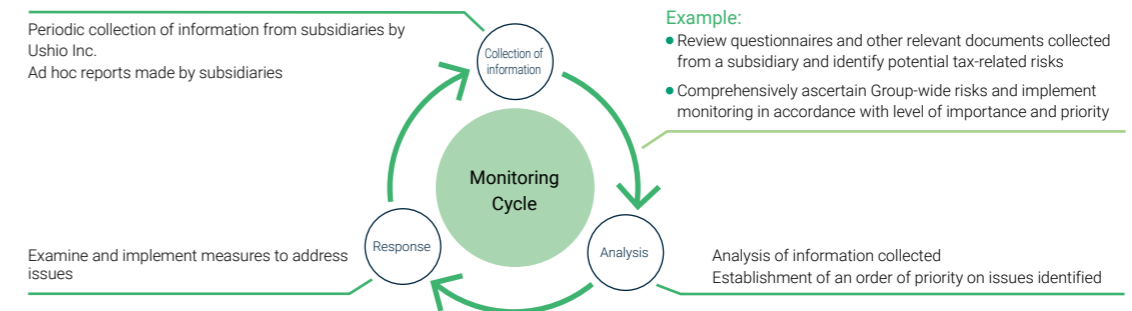 Periodic collection of information from subsidiaries by
Ushio Inc.
Ad hoc reports made by subsidiaries
Collection of
information
Example:
• Review questionnaires and other relevant documents collected
from a subsidiary and identify potential tax-related risks
• Comprehensively ascertain Group-wide risks and implement
monitoring in accordance with level of importance and priority
Monitoring
Cycle
Response
Analysis
Examine and implement measures to address
issues
Analysis of information collected
Establishment of an order of priority on issues identified